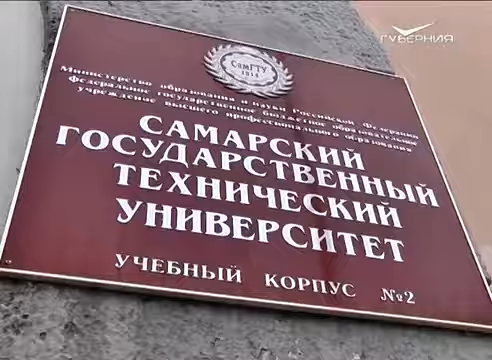 ГУБЕРНИЯ
СамГТУ
1914
Министерство образования и науки Российской Федерации
Федеральное государственное бюджетное образовательное
учреждение высшего профессионального образования
САМАРСКИЙ
ГОСУДАРСТВЕННЫЙ
ТЕХНИЧЕСКИЙ
УНИВЕРСИТЕТ
УЧЕБНЫЙ КОРПУС №2